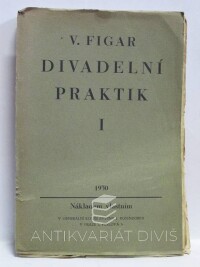 V. FIGAR
DIVADELNÍ
PRAKTIK
I
1930
Nákladem vlastním
ANTIKVARIÁT DIVIŠ